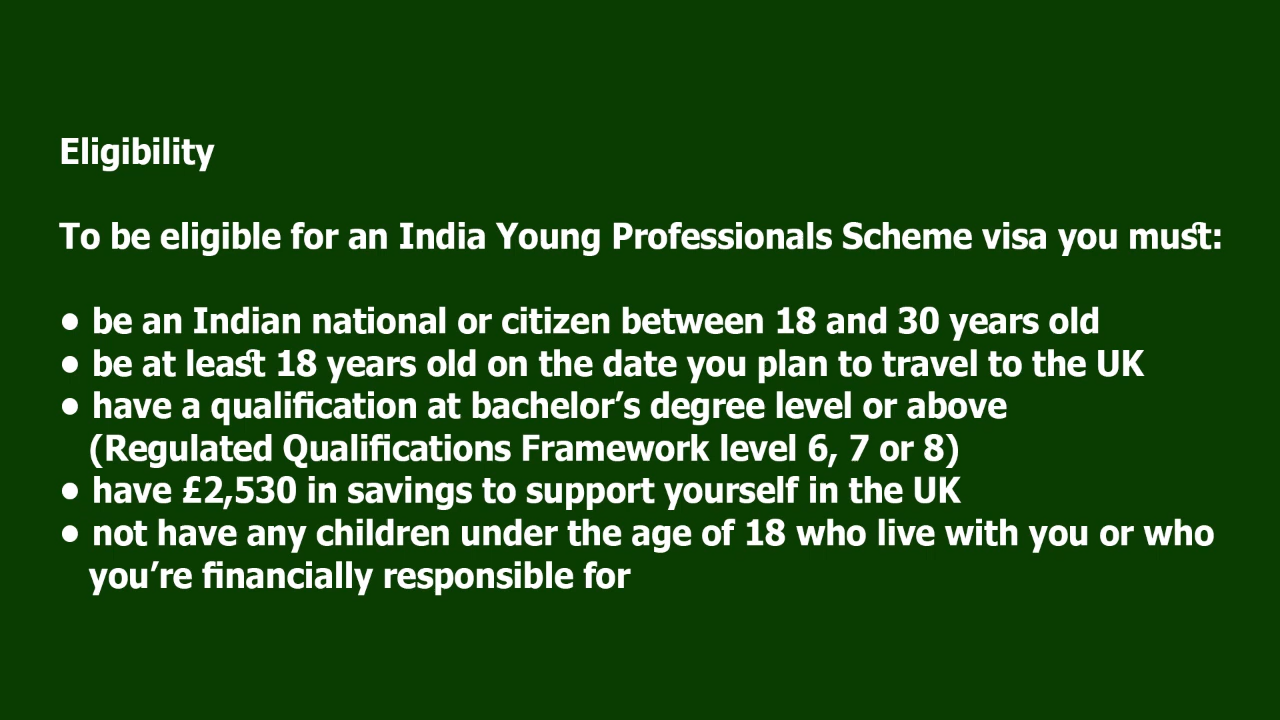 Eligibility
To be eligible for an India Young Professionals Scheme visa you must:
• be an Indian national or citizen between 18 and 30 years old
• be at least 18 years old on the date you plan to travel to the UK
• have a qualification at bachelor’s degree level or above
(Regulated Qualifications Framework level 6, 7 or 8)
• have £2,530 in savings to support yourself in the UK
• not have any children under the age of 18 who live with you or who
you’re financially responsible for